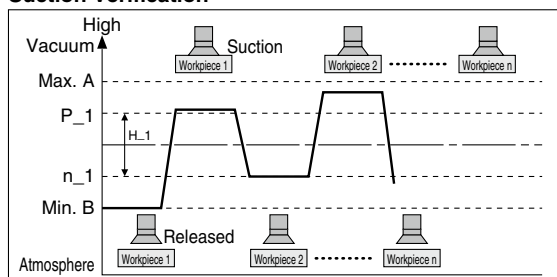 Suction Verification
High
Vacuum
Suction
Workpiece 1
Workpiece 2
Workpiece n
Max. A
P_1
H_1
n_1
Min. B
Released
Workpiece 1
Workpiece 2
Workpiece n
Atmosphere